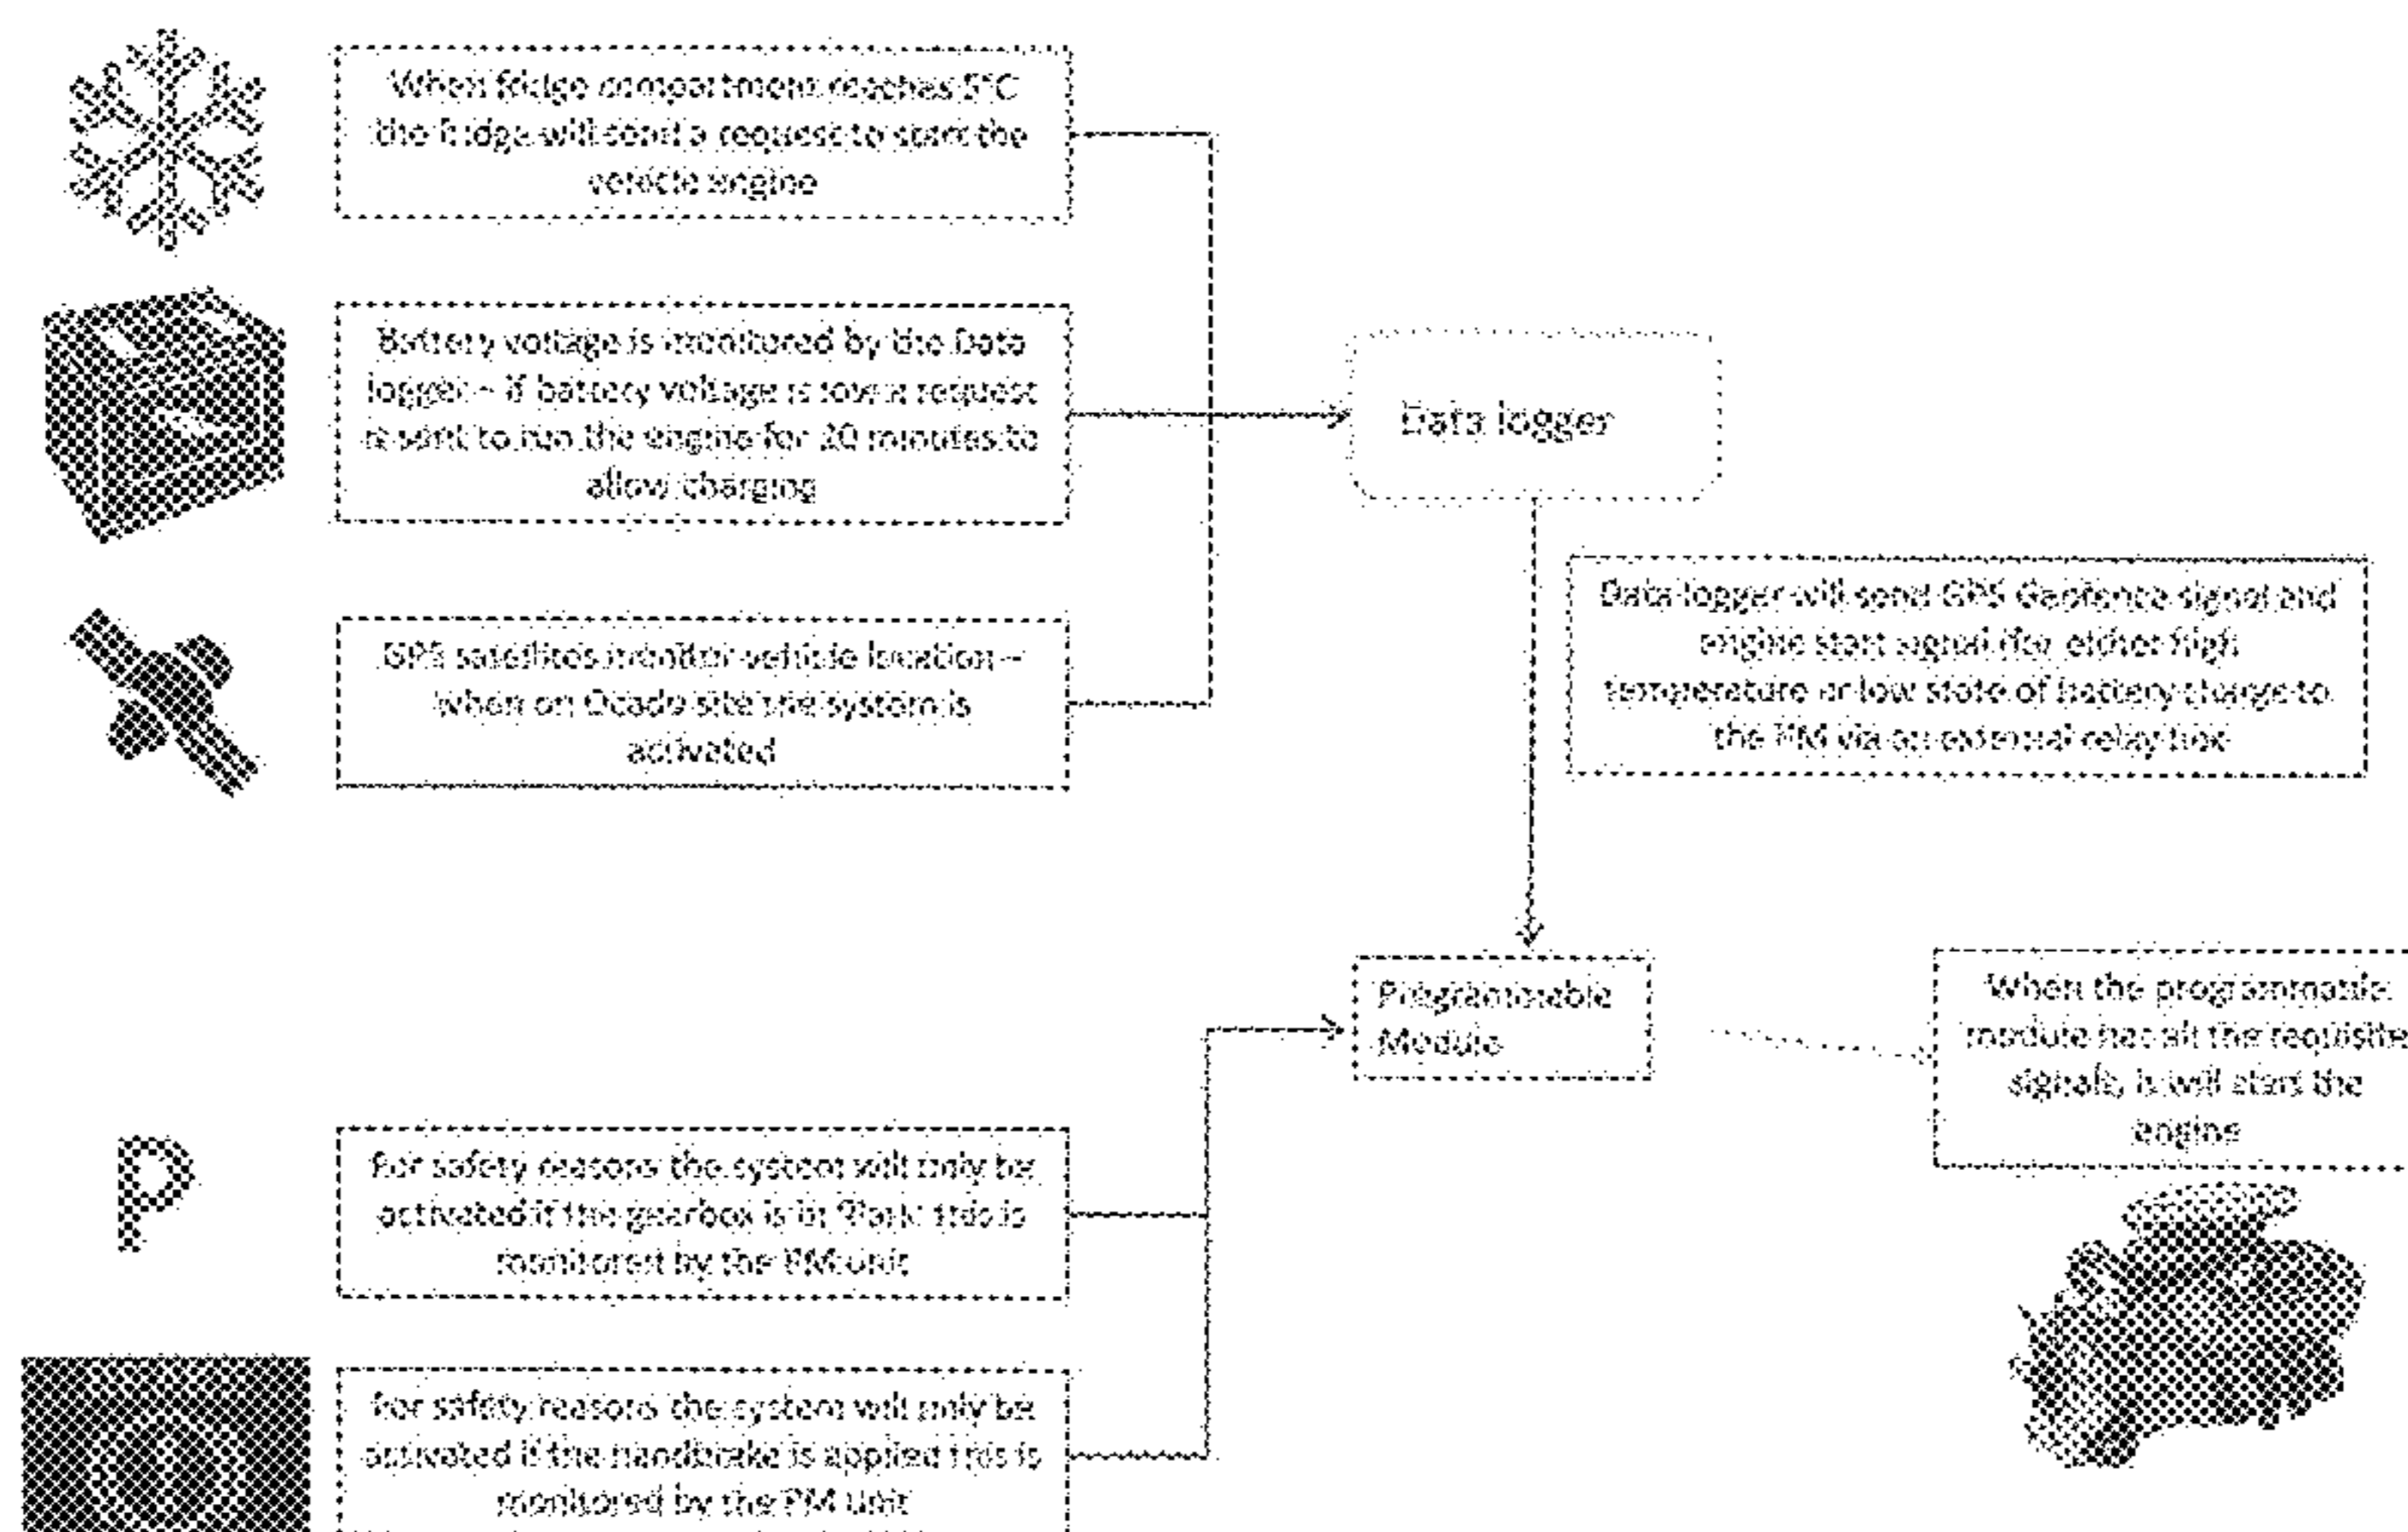 When fridge compartment reaches 5°C
the fridge will send a request to start the
vehicle engine
Battery voltage is monitored by the Data
logger – if battery voltage is low a request
is sent to run the engine for 20 minutes to
allow charging
Data logger
GPS satellites monitor vehicle location –
when on Ocado site the system is
activated
Data logger will send GPS Geofence signal and
engine start signal (for either high
temperature or low state of battery charge to
the PM via an external relay box
Programmable
Module
When the programmable
module has all the requisite
signals, it will start the
engine
P
For safety reasons the system will only be
activated if the gearbox is in 'Park' this is
monitored by the PM unit
For safety reasons the system will only be
activated if the handbrake is applied this is
monitored by the PM unit